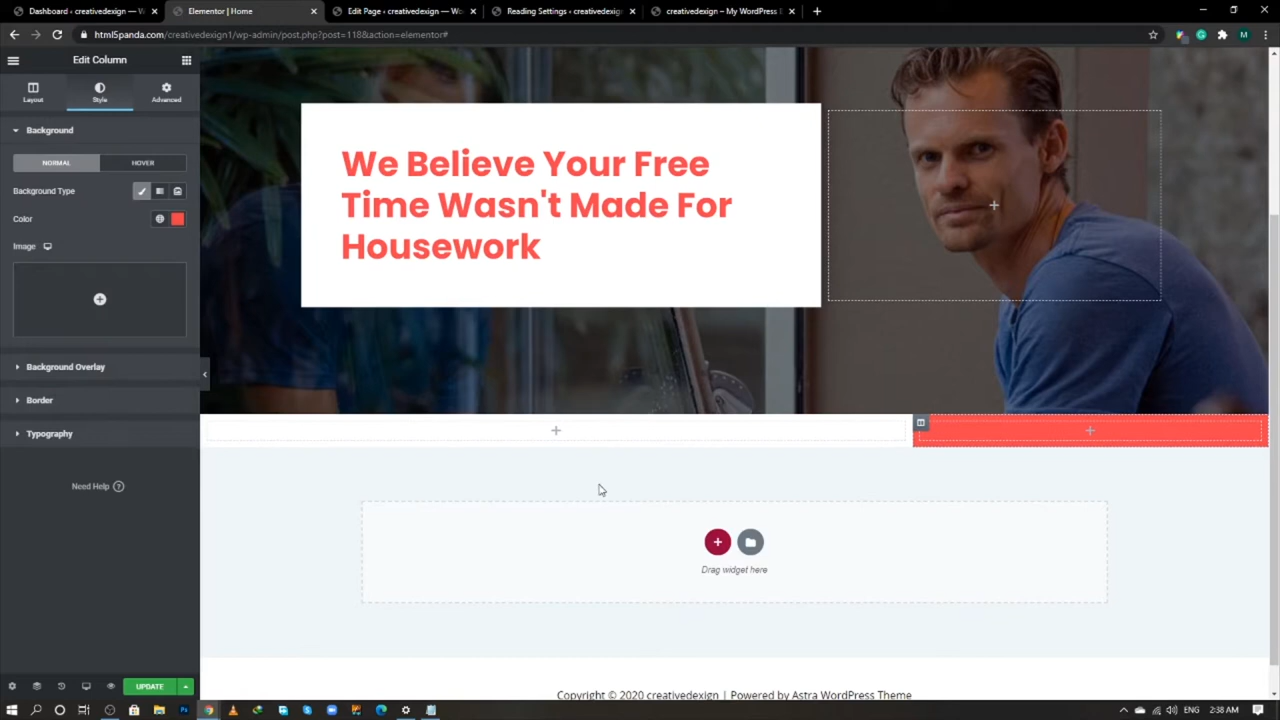 Dashboard ‹ creativedexign — W
Elementor | Home
Edit Page ‹ creativedexign — Wo
Reading Settings ‹ creativedexig
creativedexign – My WordPress
html5panda.com/creativedexign1/wp-admin/post.php?post=118&action=elementor#
M
Edit Column
Layout
Style
Advanced
Background
NORMAL
HOVER
Background Type
Color
Image
Background Overlay
Border
Typography
Need Help
UPDATE
We Believe Your Free
Time Wasn't Made For
Housework
Drag widget here
Copyright © 2020 creativedexign | Powered by Astra WordPress Theme
ENG
2:38 AM